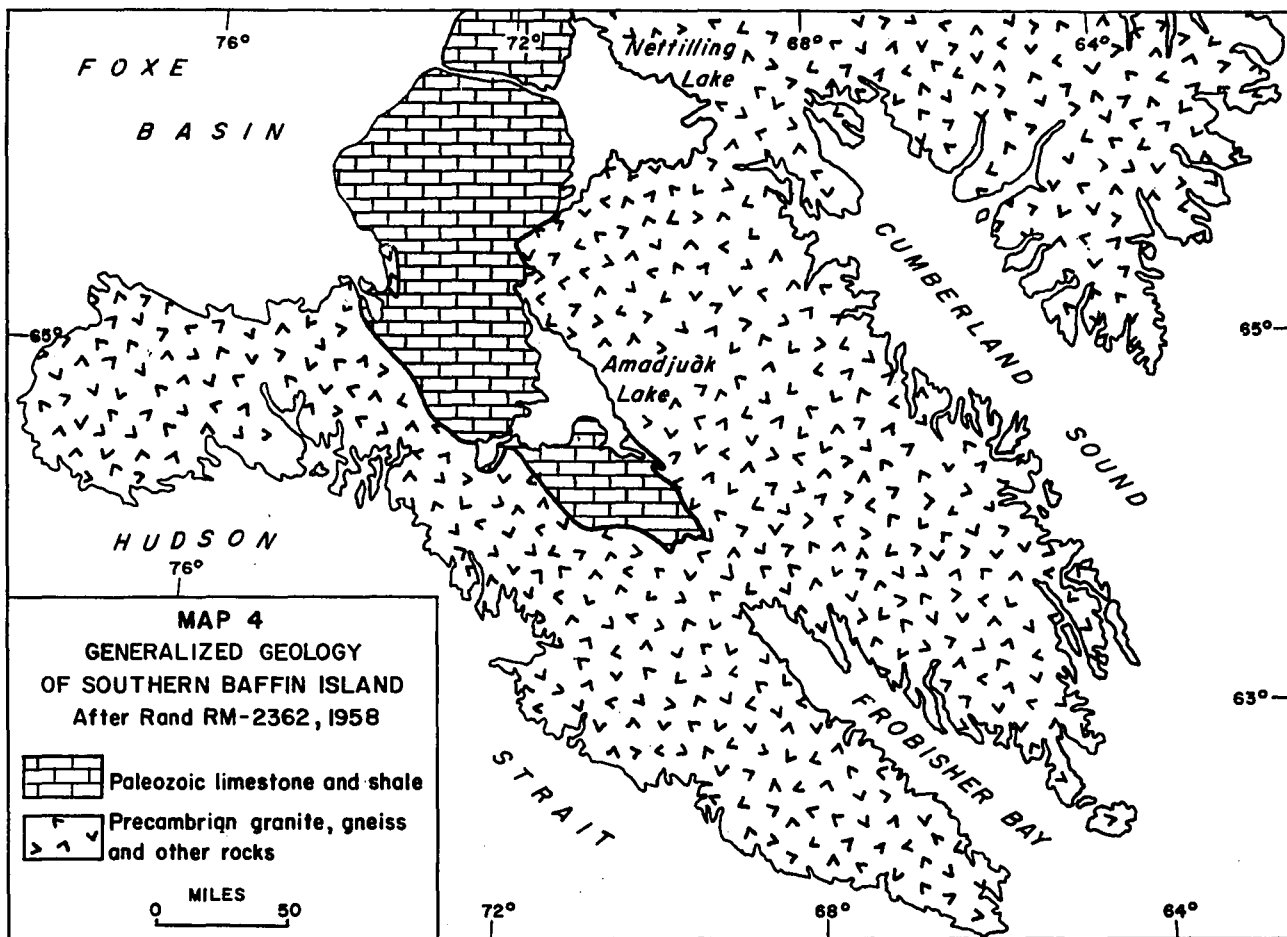 76°
72°
68°
64°
FOXE
BASIN
Nettilling
Lake
CUMBERLAND
SOUND
65°
65°
Amadjuak
Lake
HUDSON
76°
STRAIT
63°
FROBISHER BAY
MAP 4
GENERALIZED GEOLOGY
OF SOUTHERN BAFFIN ISLAND
After Rand RM-2362, 1958
Paleozoic limestone and shale
Precambrian granite, gneiss
and other rocks
MILES
0 50
72°
68°
64°